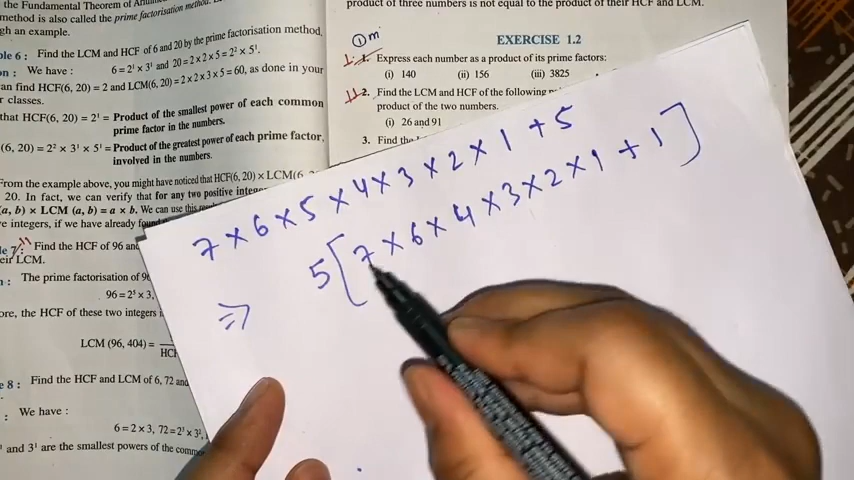 the Fundamental Theorem of
method is also called the prime factorisation method.
gh an example.
ple 6 : Find the LCM and HCF of 6 and 20 by the prime factorisation method.
on : We have : 6 = 2¹ × 3¹ and 20 = 2 × 2 × 5 = 2² × 5¹.
an find HCF(6, 20) = 2 and LCM(6, 20) = 2 × 2 × 3 × 5 = 60, as done in your
r classes.
that HCF(6, 20) = 2¹ = Product of the smallest power of each common
prime factor in the numbers.
(6, 20) = 2² × 3¹ × 5¹ = Product of the greatest power of each prime factor,
involved in the numbers.
From the example above, you might have noticed that HCF(6, 20) × LCM(6,
20. In fact, we can verify that for any two positive integ
(a, b) × LCM (a, b) = a × b. We can use this
e integers, if we have already
le 7 : Find the HCF of 96 and
eir LCM.
: The prime factorisation of 96
96 = 2⁵ × 3,
ore, the HCF of these two integers
LCM (96, 404) =
HCF
e 8 : Find the HCF and LCM of 6, 72 and
: We have :
6 = 2 × 3, 72 = 2³ × 3²,
and 3¹ are the smallest powers of the comm
product of three numbers is not equal to the product of their HCF and LCM.
① m
EXERCISE 1.2
1. Express each number as a product of its prime factors:
(i) 140 (ii) 156 (iii) 3825
2. Find the LCM and HCF of the following
product of the two numbers.
(i) 26 and 91
3. Find the
7 × 6 × 5 × 4 × 3 × 2 × 1 + 5
⇒ 5 [ 7 × 6 × 4 × 3 × 2 × 1 + 1 ]